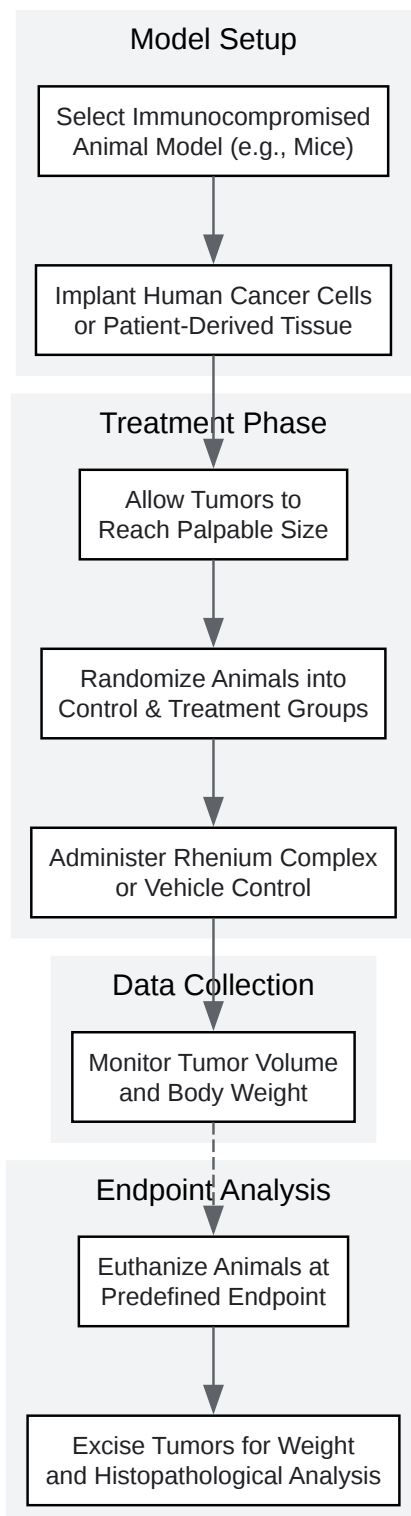 Model Setup
Select Immunocompromised
Animal Model (e.g., Mice)
Implant Human Cancer Cells
or Patient-Derived Tissue
Treatment Phase
Allow Tumors to
Reach Palpable Size
Randomize Animals into
Control & Treatment Groups
Administer Rhenium Complex
or Vehicle Control
Data Collection
Monitor Tumor Volume
and Body Weight
Endpoint Analysis
Euthanize Animals at
Predefined Endpoint
Excise Tumors for Weight
and Histopathological Analysis